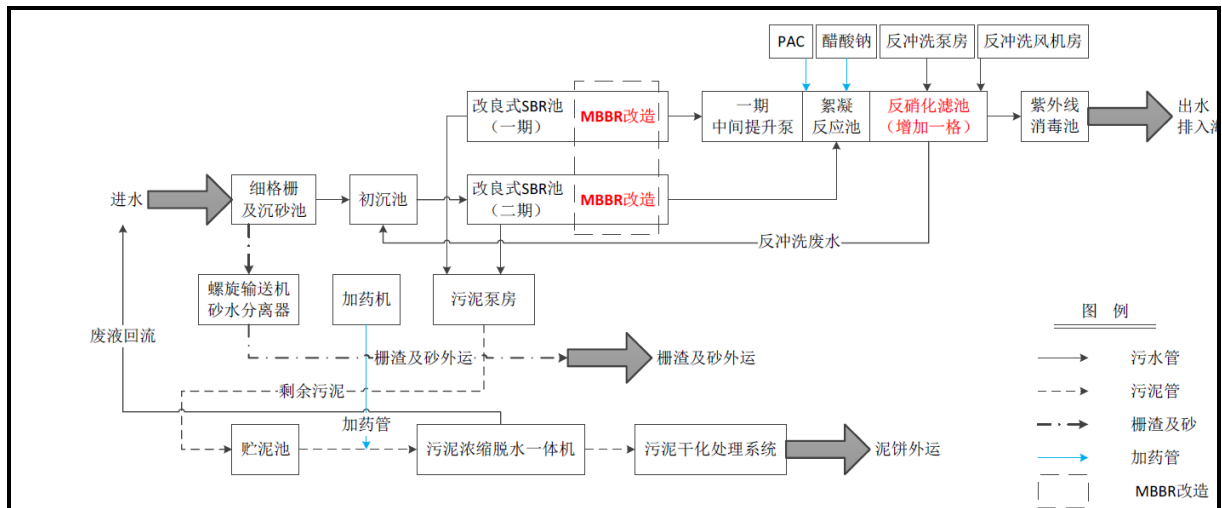 PAC
醋酸钠
反冲洗泵房
反冲洗风机房
改良式SBR池
（一期）
MBBR改造
一期
中间提升泵
絮凝
反应池
反硝化滤池
（增加一格）
紫外线
消毒池
出水
排入
进水
细格栅
及沉砂池
初沉池
改良式SBR池
（二期）
MBBR改造
反冲洗废水
螺旋输送机
砂水分离器
加药机
污泥泵房
图 例
废液回流
栅渣及砂外运
栅渣及砂外运
污水管
剩余污泥
污泥管
加药管
栅渣及砂
贮泥池
污泥浓缩脱水一体机
污泥干化处理系统
泥饼外运
加药管
MBBR改造